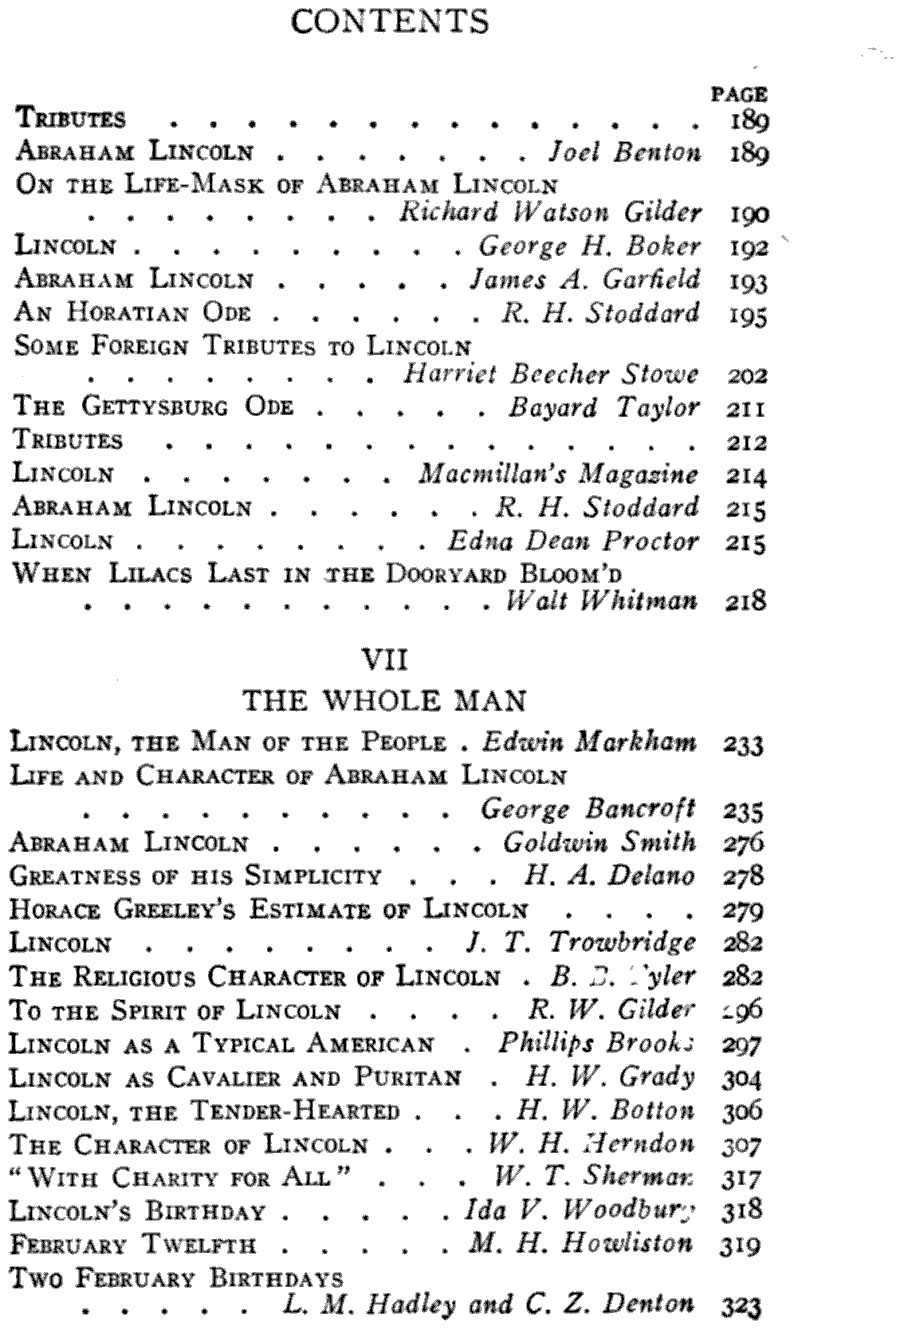 CONTENTS
PAGE
TRIBUTES . . . . . . . . . . . . . . 189
ABRAHAM LINCOLN . . . . . . . Joel Benton 189
ON THE LIFE-MASK OF ABRAHAM LINCOLN
. . . . . . . . Richard Watson Gilder 190
LINCOLN . . . . . . . . . George H. Boker 192
ABRAHAM LINCOLN . . . . . James A. Garfield 193
AN HORATIAN ODE . . . . . . R. H. Stoddard 195
SOME FOREIGN TRIBUTES TO LINCOLN
. . . . . . . . Harriet Beecher Stowe 202
THE GETTYSBURG ODE . . . . . Bayard Taylor 211
TRIBUTES . . . . . . . . . . . . . . 212
LINCOLN . . . . . . . Macmillan's Magazine 214
ABRAHAM LINCOLN . . . . . . R. H. Stoddard 215
LINCOLN . . . . . . . . Edna Dean Proctor 215
WHEN LILACS LAST IN THE DOORYARD BLOOM'D
. . . . . . . . . . . Walt Whitman 218
VII
THE WHOLE MAN
LINCOLN, THE MAN OF THE PEOPLE . Edwin Markham 233
LIFE AND CHARACTER OF ABRAHAM LINCOLN
. . . . . . . . . . George Bancroft 235
ABRAHAM LINCOLN . . . . . . Goldwin Smith 276
GREATNESS OF HIS SIMPLICITY . . . H. A. Delano 278
HORACE GREELEY'S ESTIMATE OF LINCOLN . . . . 279
LINCOLN . . . . . . . . J. T. Trowbridge 282
THE RELIGIOUS CHARACTER OF LINCOLN . B. 282
TO THE SPIRIT OF LINCOLN . . . . R. W. Gilder
LINCOLN AS A TYPICAL AMERICAN . Phillips Brooks 297
LINCOLN AS CAVALIER AND PURITAN . H. W. Grady 304
LINCOLN, THE TENDER-HEARTED . . . H. W. Botton 306
THE CHARACTER OF LINCOLN . . . W. H. Herndon 307
"WITH CHARITY FOR ALL" . . . W. T. Sherman 317
LINCOLN'S BIRTHDAY . . . . . Ida V. Woodbury 318
FEBRUARY TWELFTH . . . . . M. H. Howliston 319
TWO FEBRUARY BIRTHDAYS
. . . . . L. M. Hadley and C. Z. Denton 323